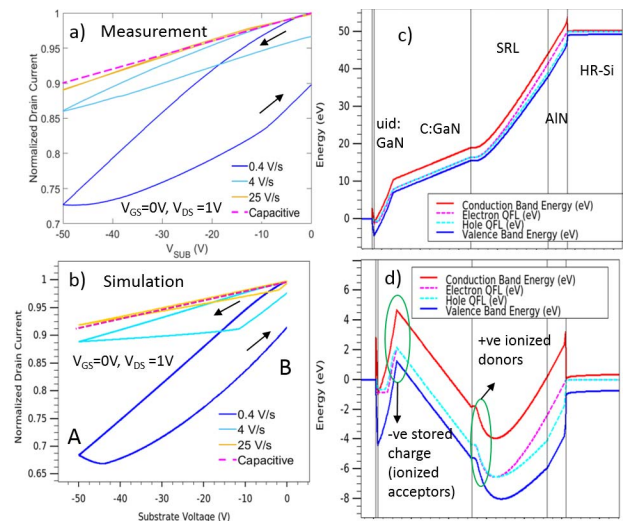 a) Measurement
Normalized Drain Current
1
0.95
0.9
0.85
0.8
0.75
0.7
0.4 V/s
4 V/s
25 V/s
Capacitive
V_GS=0V, V_DS =1V
-50 -40 -30 -20 -10 0
V_SUB (V)
b) Simulation
Normalized Drain Current
1
0.95
0.9
0.85
0.8
0.75
0.7
0.65
V_GS=0V, V_DS =1V
B
A
0.4 V/s
4 V/s
25 V/s
Capacitive
-50 -40 -30 -20 -10 0
Substrate Voltage (V)
c)
Energy (eV)
50
40
30
20
10
0
SRL
HR-Si
AlN
uid:
GaN
C:GaN
Conduction Band Energy (eV)
Electron QFL (eV)
Hole QFL (eV)
Valence Band Energy (eV)
d)
Energy (eV)
6
4
2
0
-2
-4
-6
-8
Conduction Band Energy (eV)
Electron QFL (eV)
Hole QFL (eV)
Valence Band Energy (eV)
+ve ionized
donors
-ve stored
charge
(ionized
acceptors)